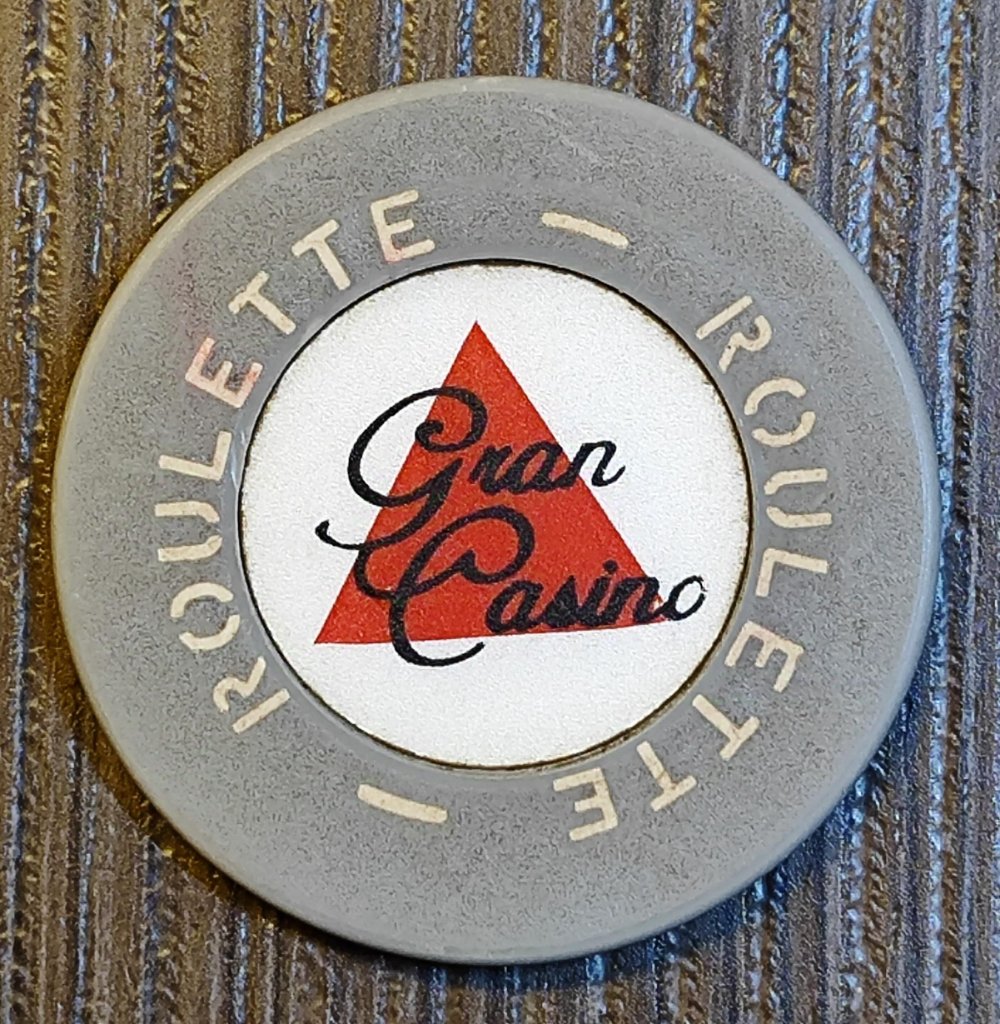 ROULETTE — ROULETTE —
Gran
Casino